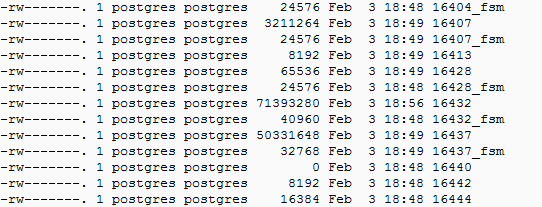 -rw-------. 1 postgres postgres    24576 Feb  3 18:48 16404_fsm
-rw-------. 1 postgres postgres  3211264 Feb  3 18:49 16407
-rw-------. 1 postgres postgres    24576 Feb  3 18:49 16407_fsm
-rw-------. 1 postgres postgres     8192 Feb  3 18:49 16413
-rw-------. 1 postgres postgres    65536 Feb  3 18:49 16428
-rw-------. 1 postgres postgres    24576 Feb  3 18:48 16428_fsm
-rw-------. 1 postgres postgres 71393280 Feb  3 18:56 16432
-rw-------. 1 postgres postgres    40960 Feb  3 18:48 16432_fsm
-rw-------. 1 postgres postgres 50331648 Feb  3 18:49 16437
-rw-------. 1 postgres postgres    32768 Feb  3 18:49 16437_fsm
-rw-------. 1 postgres postgres        0 Feb  3 18:48 16440
-rw-------. 1 postgres postgres     8192 Feb  3 18:48 16442
-rw-------. 1 postgres postgres    16384 Feb  3 18:48 16444